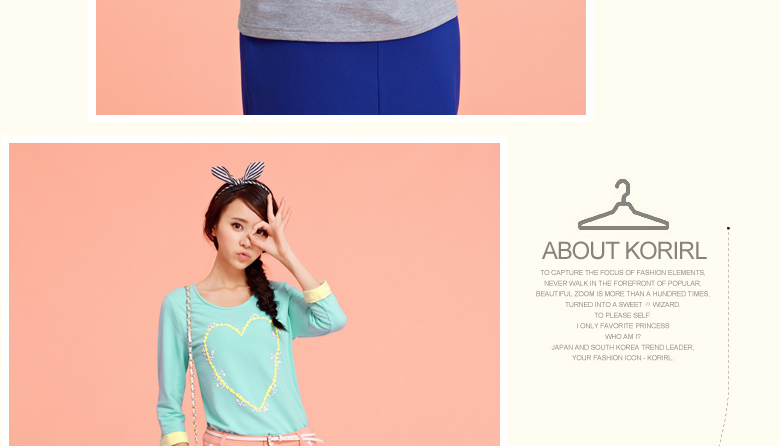 ABOUT KORIRL
TO CAPTURE THE FOCUS OF FASHION ELEMENTS,
NEVER WALK IN THE FOREFRONT OF POPULAR,
BEAUTIFUL ZOOM IS MORE THAN A HUNDRED TIMES,
TURNED INTO A SWEET ☆ WIZARD.
TO PLEASE SELF.
I ONLY FAVORITE PRINCESS
WHO AM I?
JAPAN AND SOUTH KOREA TREND LEADER,
YOUR FASHION ICON - KORIRL.